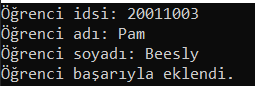 Öğrenci idsi: 20011003
Öğrenci adı: Pam
Öğrenci soyadı: Beesly
Öğrenci başarıyla eklendi.